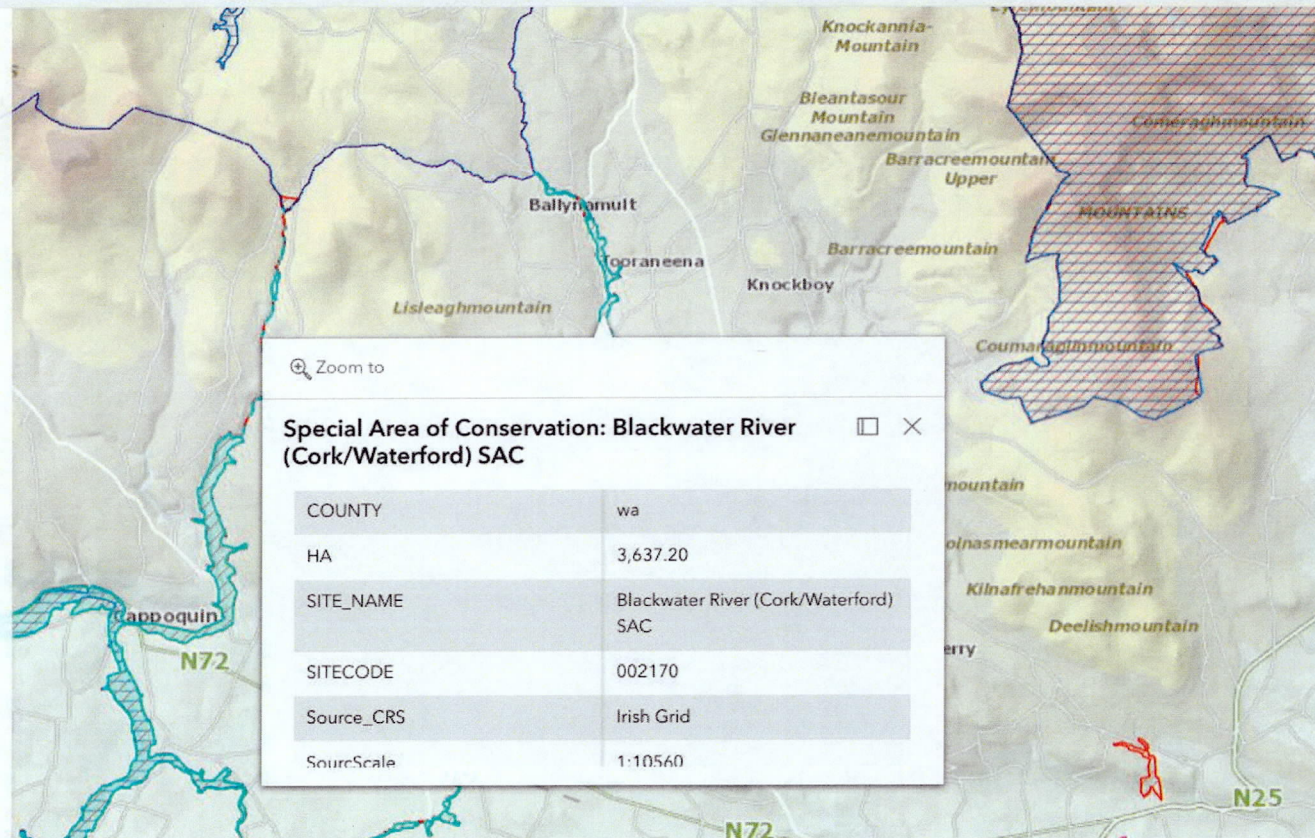 Knockannia-
Mountain
Bleantasour
Mountain
Glennaneanemountain
Comeraghmountain
Barracreemountain
Upper
Ballynamult
MOUNTAINS
Barracreemountain
Tooraneena
Knockboy
Lisleaghmountain
Coumaraglinmountain
Zoom to
Special Area of Conservation: Blackwater River
(Cork/Waterford) SAC
COUNTY wa
HA 3,637.20
SITE_NAME Blackwater River (Cork/Waterford)
SAC
SITECODE 002170
Source_CRS Irish Grid
SourcScale 1:10560
mountain
olnasmearmountain
Kilnafrehanmountain
Deelishmountain
erry
Cappoquin
N72
N25
N72